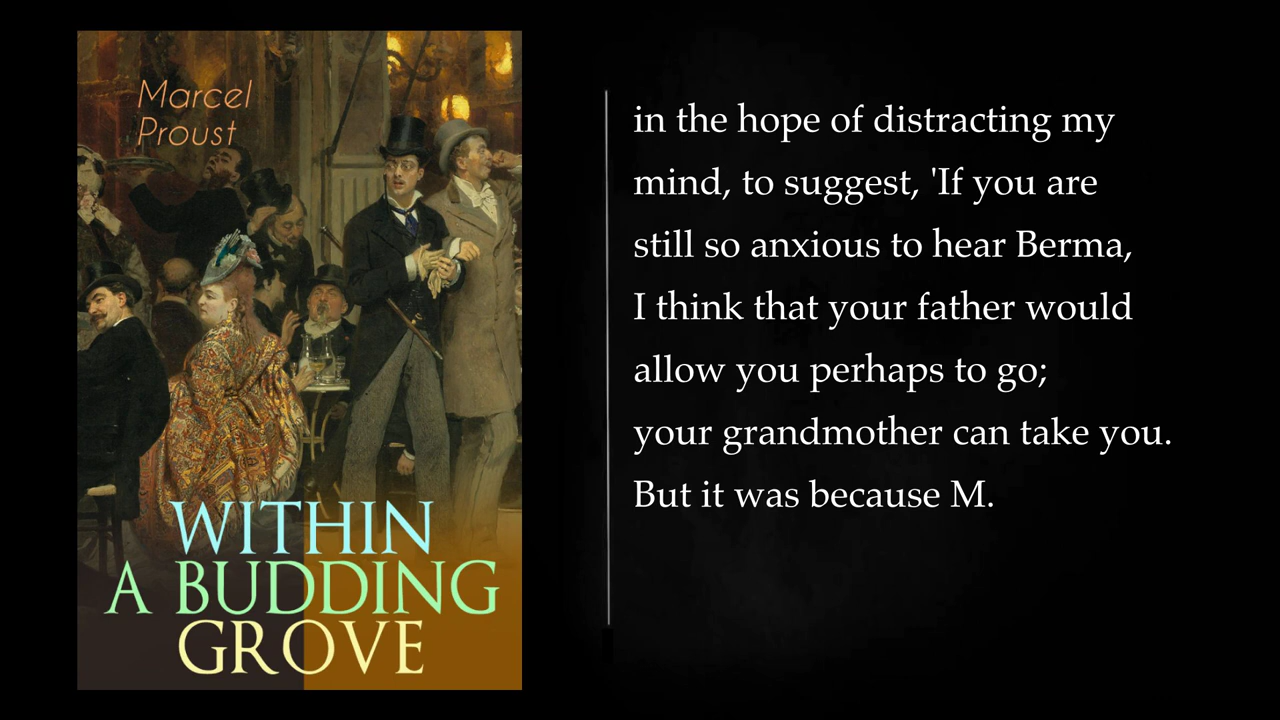 Marcel
Proust
WITHIN
A BUDDING
GROVE
in the hope of distracting my
mind, to suggest, 'If you are
still so anxious to hear Berma,
I think that your father would
allow you perhaps to go;
your grandmother can take you.
But it was because M.